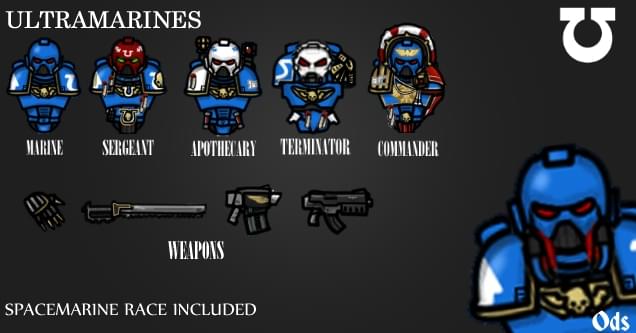 ULTRAMARINES
MARINE SERGEANT APOTHECARY TERMINATOR COMMANDER
WEAPONS
SPACEMARINE RACE INCLUDED
Ods